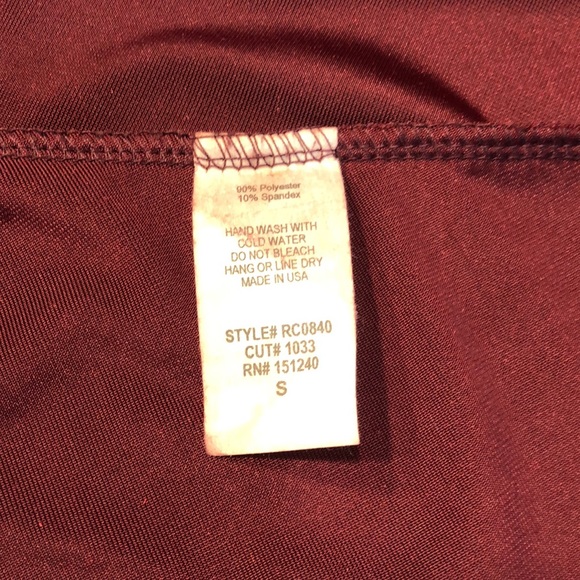 90% Polyester
10% Spandex
HAND WASH WITH
COLD WATER
DO NOT BLEACH
HANG OR LINE DRY
MADE IN USA
STYLE# RC0840
CUT# 1033
RN# 151240
S